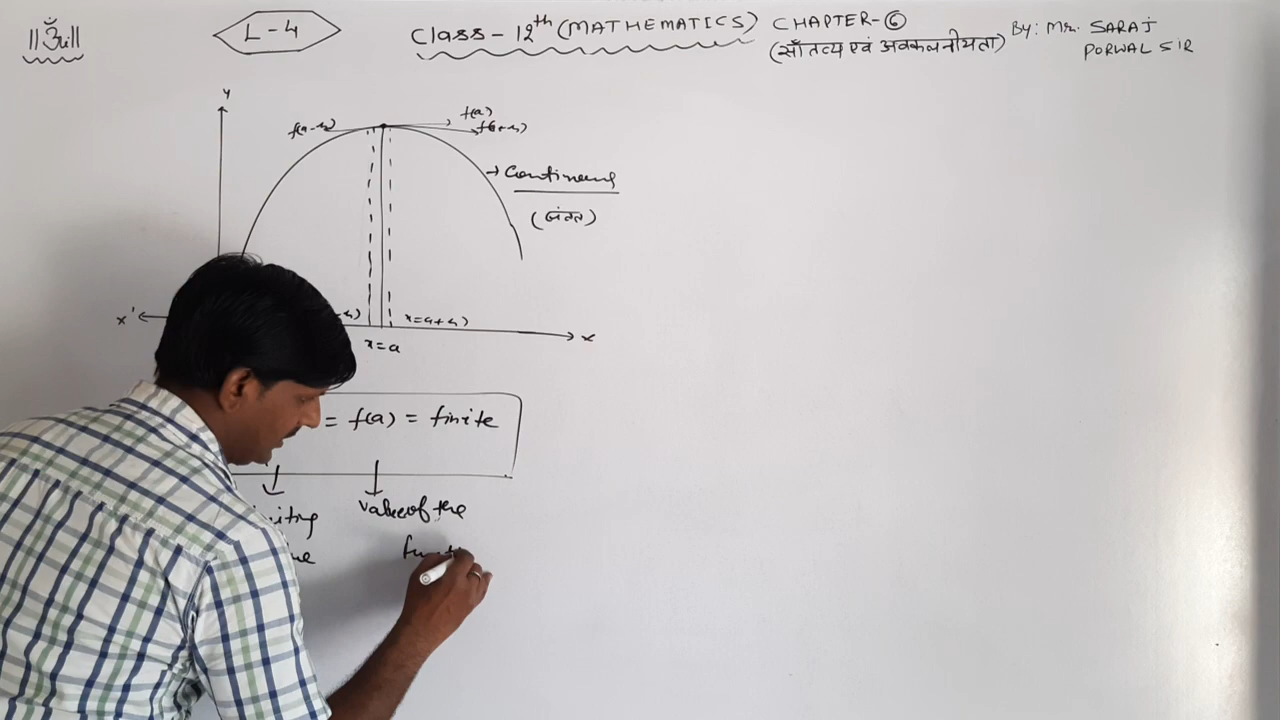 ॥ॐ॥
L-4
Class-12th (MATHEMATICS) CHAPTER-6
(सॉंतत्य एवं अवकलनीयता)
By: Mr. SARAJ
PORWAL SIR
Y
f(a)
f(a-h)
f(a+h)
→ Continuous
(संतत)
x'
x=a+h)
x
x=a
= f(a) = finite
value of the